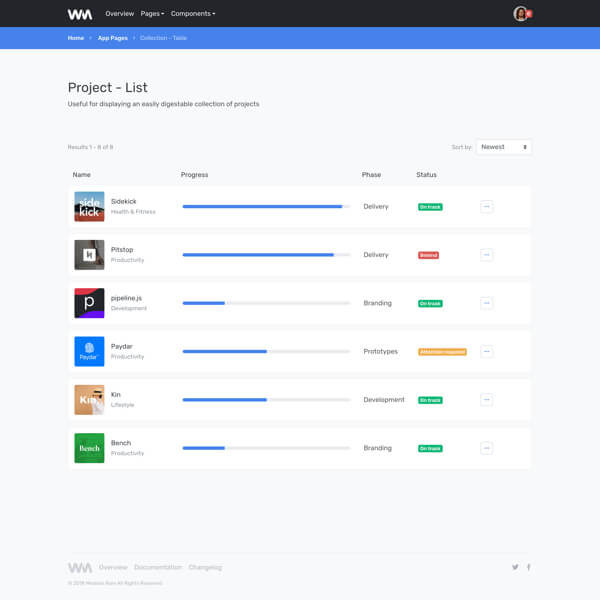 WM Overview Pages Components
Home App Pages Collection - Table
Project - List
Useful for displaying an easily digestable collection of projects
Results 1 - 8 of 8 Sort by: Newest
Name Progress Phase Status
side kick Sidekick Health & Fitness Delivery On track
Pitstop Productivity Delivery Behind
p pipeline.js Development Branding On track
Paydar Paydar Productivity Prototypes Attention required
Kin Kin Lifestyle Development On track
Bench Bench Productivity Branding On track
WM Overview Documentation Changelog
© 2018 Medium Rare All Rights Reserved